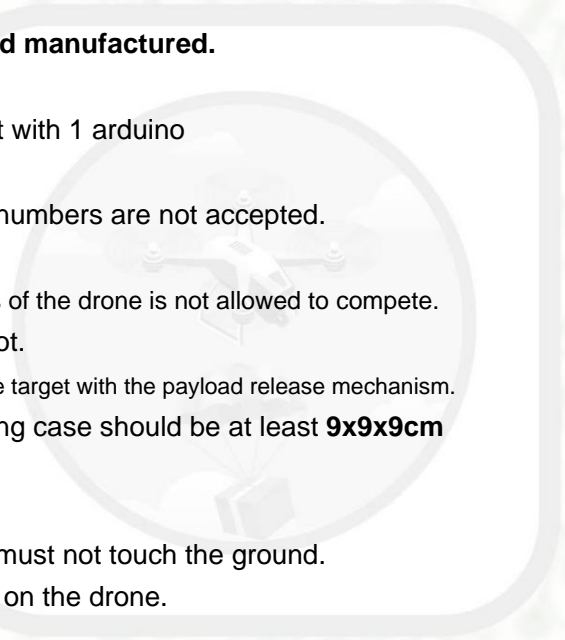 d manufactured.
t with 1 arduino
numbers are not accepted.
of the drone is not allowed to compete.
ot.
e target with the payload release mechanism.
ng case should be at least 9x9x9cm
must not touch the ground.
on the drone.